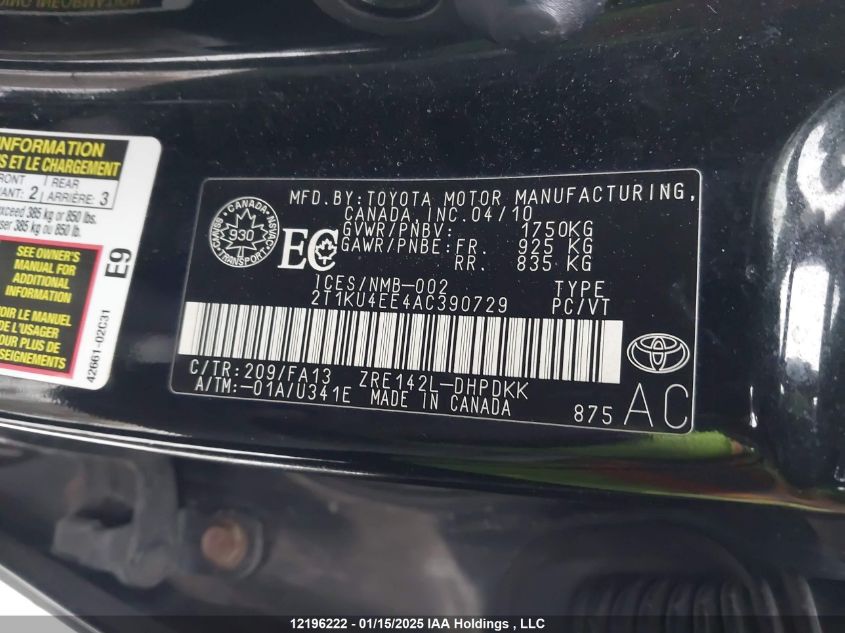 INFORMATION
S ET LE CHARGEMENT
FRONT
2
REAR
ARRIÈRE: 3
exceed 385 kg or 850 lbs.
ser 385 kg ou 850 lb.
SEE OWNER'S
MANUAL FOR
ADDITIONAL
INFORMATION
OIR LE MANUEL
DE L'USAGER
POUR PLUS DE
SEIGNEMENTS
E9
42661-02C31
MFD.BY:TOYOTA MOTOR MANUFACTURING,
CANADA, INC.04/10
GVWR/PNBV: 1750KG
GAWR/PNBE:FR. 925 KG
RR. 835 KG
CANADA
930
TRANSPORT
EC
ICES/NMB-002 TYPE
2T1KU4EE4AC390729 PC/VT
C/TR:209/FA13 ZRE142L-DHPDKK
A/TM:-01A/U341E MADE IN CANADA
875 AC
12196222 - 01/15/2025 IAA Holdings , LLC